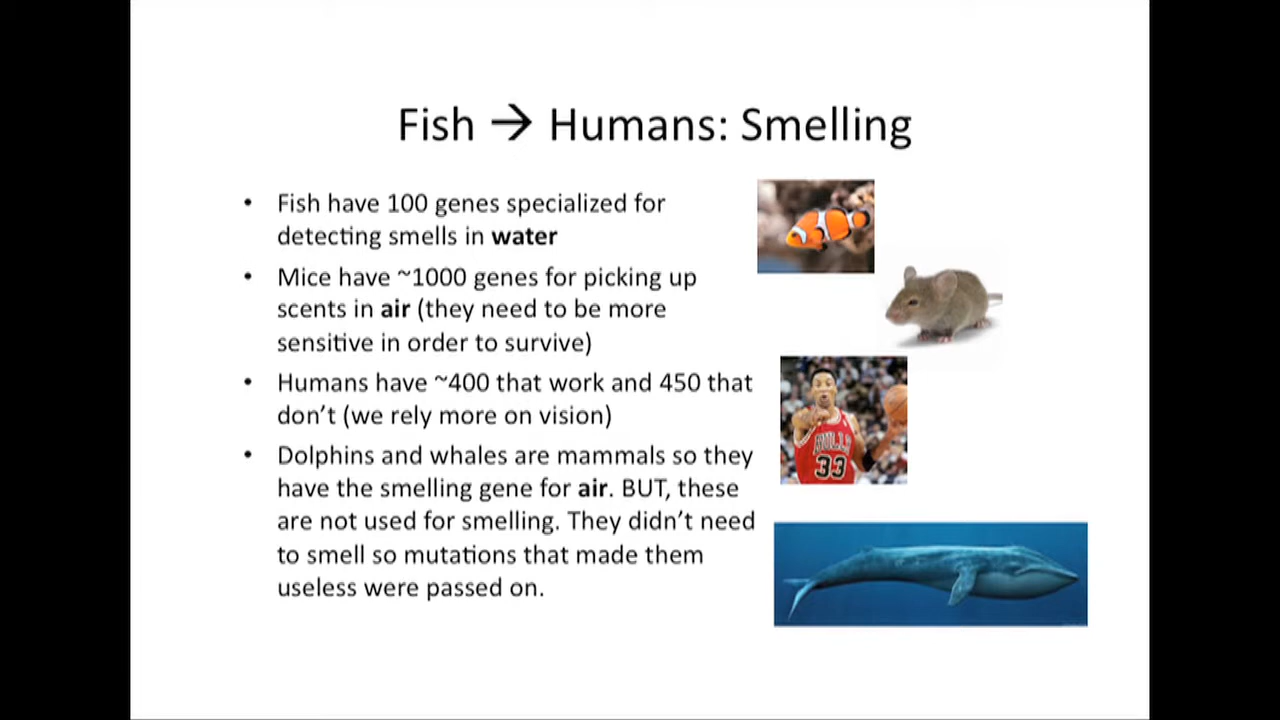 Fish → Humans: Smelling
• Fish have 100 genes specialized for
detecting smells in water
• Mice have ~1000 genes for picking up
scents in air (they need to be more
sensitive in order to survive)
• Humans have ~400 that work and 450 that
don’t (we rely more on vision)
• Dolphins and whales are mammals so they
have the smelling gene for air. BUT, these
are not used for smelling. They didn’t need
to smell so mutations that made them
useless were passed on.
BULLS
33